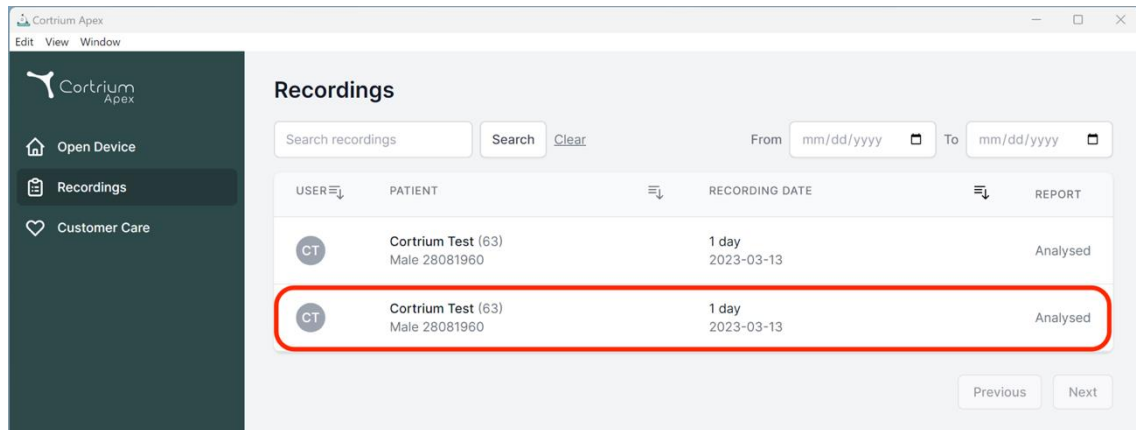 Cortrium Apex
Edit View Window
Cortrium
Apex
Open Device
Recordings
Customer Care
Recordings
Search recordings Search Clear From mm/dd/yyyy To mm/dd/yyyy
USER PATIENT RECORDING DATE REPORT
CT Cortrium Test (63) 1 day Analysed
Male 28081960 2023-03-13
CT Cortrium Test (63) 1 day Analysed
Male 28081960 2023-03-13
Previous Next